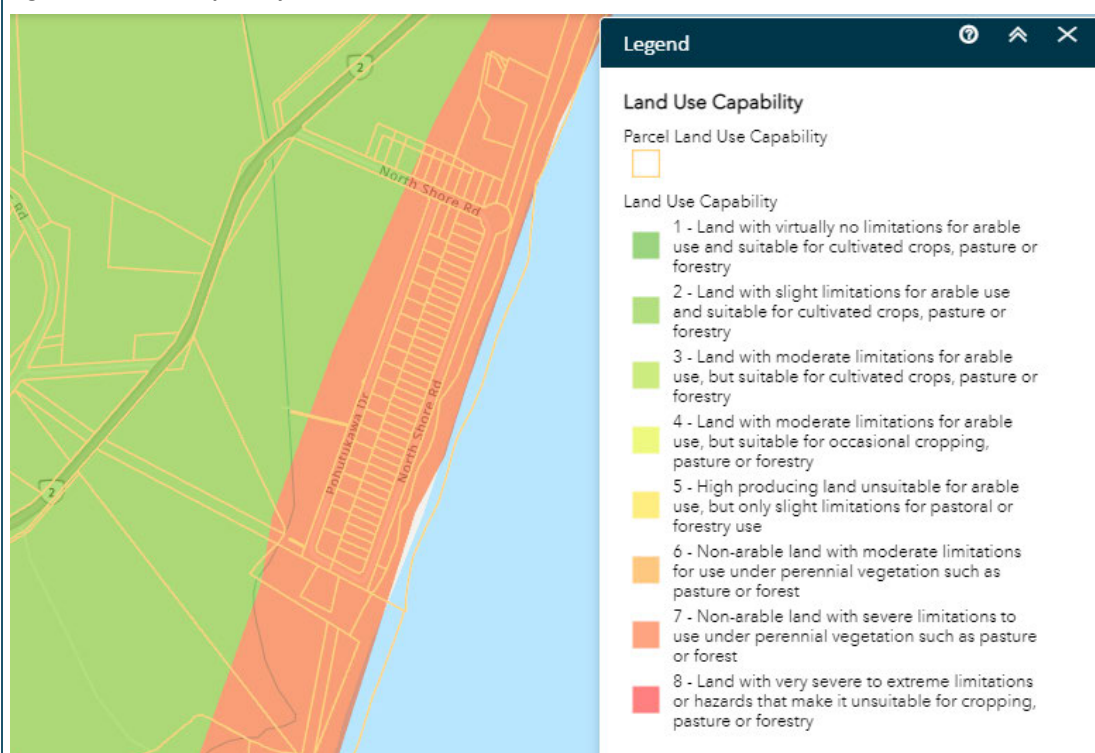 Legend
Land Use Capability
Parcel Land Use Capability
Land Use Capability
1 - Land with virtually no limitations for arable
use and suitable for cultivated crops, pasture or
forestry
2 - Land with slight limitations for arable use
and suitable for cultivated crops, pasture or
forestry
3 - Land with moderate limitations for arable
use, but suitable for cultivated crops, pasture or
forestry
4 - Land with moderate limitations for arable
use, but suitable for occasional cropping,
pasture or forestry
5 - High producing land unsuitable for arable
use, but only slight limitations for pastoral or
forestry use
6 - Non-arable land with moderate limitations
for use under perennial vegetation such as
pasture or forest
7 - Non-arable land with severe limitations to
use under perennial vegetation such as pasture
or forest
8 - Land with very severe to extreme limitations
or hazards that make it unsuitable for cropping,
pasture or forestry
2
North Shore Rd
Rd
Pohutukawa Dr
North Shore Rd
2